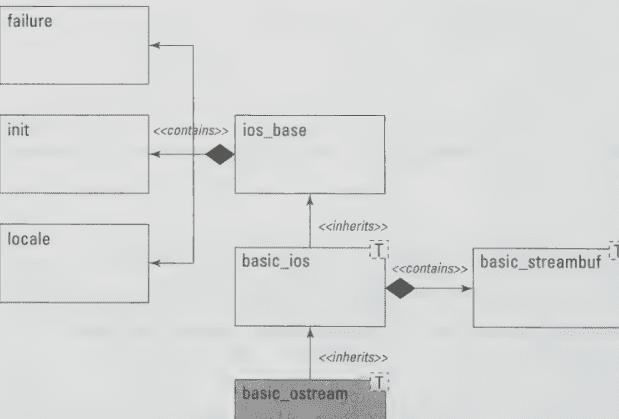 failure
init
<<contains>>
ios_base
<<inherits>>
locale
basic_ios
T
<<contains>>
basic_streambuf
T
<<inherits>>
basic_ostream
T